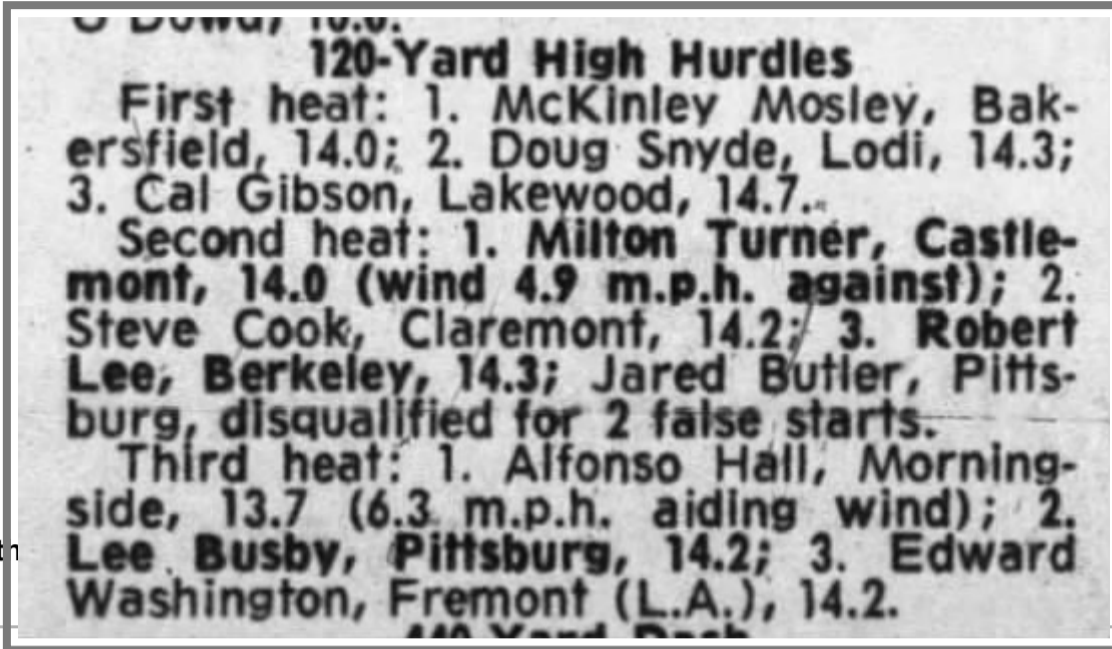 120-Yard High Hurdles
First heat: 1. McKinley Mosley, Bak-
ersfield, 14.0; 2. Doug Snyde, Lodi, 14.3;
3. Cal Gibson, Lakewood, 14.7.
Second heat: 1. Milton Turner, Castle-
mont, 14.0 (wind 4.9 m.p.h. against); 2.
Steve Cook, Claremont, 14.2; 3. Robert
Lee, Berkeley, 14.3; Jared Butler, Pitts-
burg, disqualified for 2 false starts.
Third heat: 1. Alfonso Hall, Morning-
side, 13.7 (6.3 m.p.h. aiding wind); 2.
Lee Busby, Pittsburg, 14.2; 3. Edward
Washington, Fremont (L.A.), 14.2.
440-Yard Dash